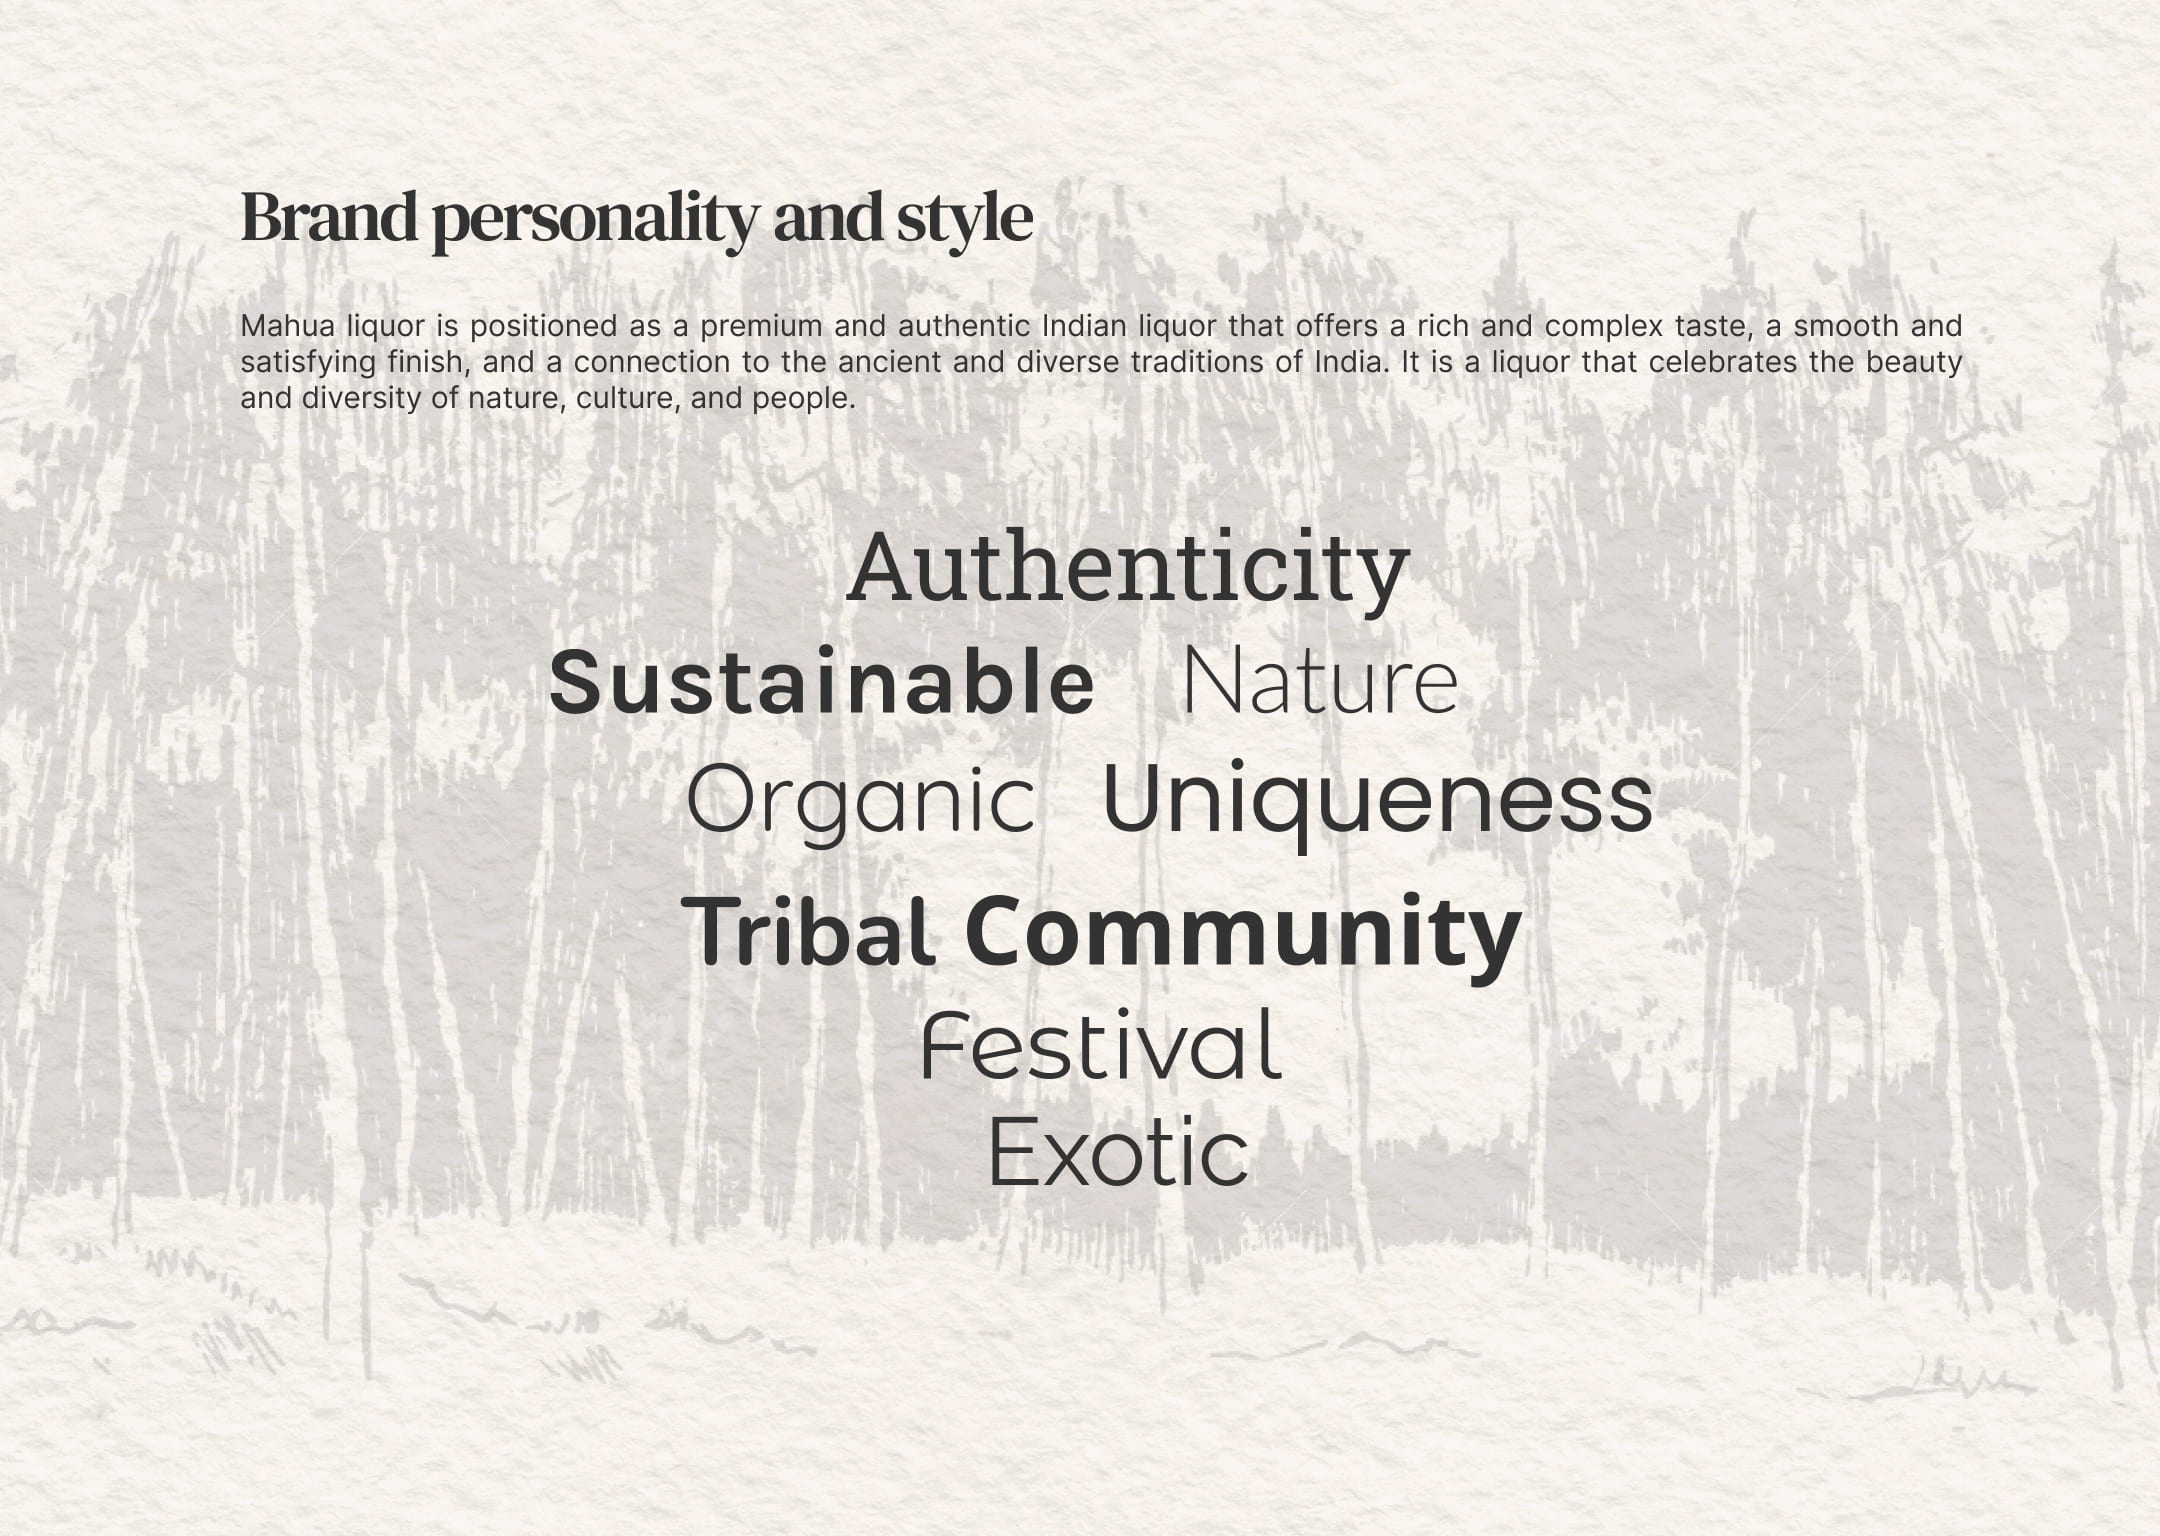 Brand personality and style
Mahua liquor is positioned as a premium and authentic Indian liquor that offers a rich and complex taste, a smooth and
satisfying finish, and a connection to the ancient and diverse traditions of India. It is a liquor that celebrates the beauty
and diversity of nature, culture, and people.
Authenticity
Sustainable Nature
Organic Uniqueness
Tribal Community
Festival
Exotic